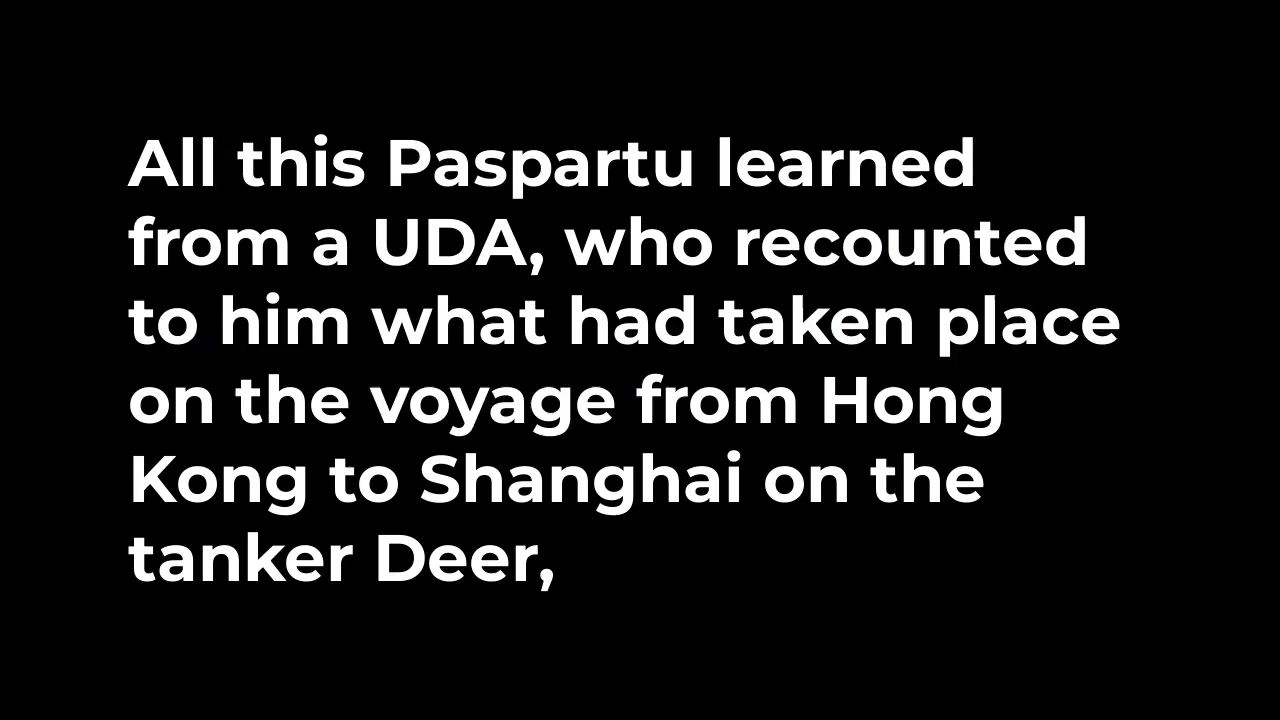 All this Paspartu learned
from a UDA, who recounted
to him what had taken place
on the voyage from Hong
Kong to Shanghai on the
tanker Deer,